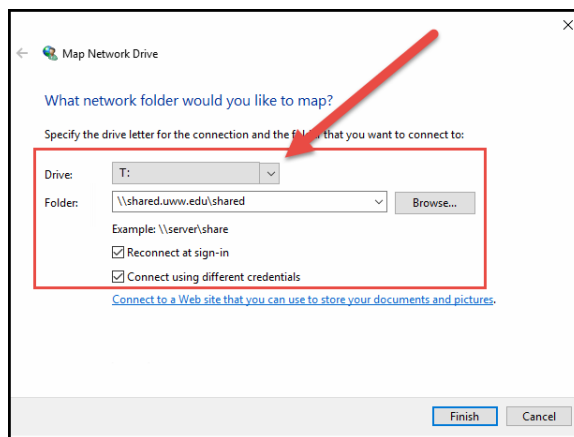 Map Network Drive
What network folder would you like to map?
Specify the drive letter for the connection and the folder that you want to connect to:
Drive: T:
Folder: \\shared.uww.edu\shared Browse...
Example: \\server\share
Reconnect at sign-in
Connect using different credentials
Connect to a Web site that you can use to store your documents and pictures.
Finish Cancel